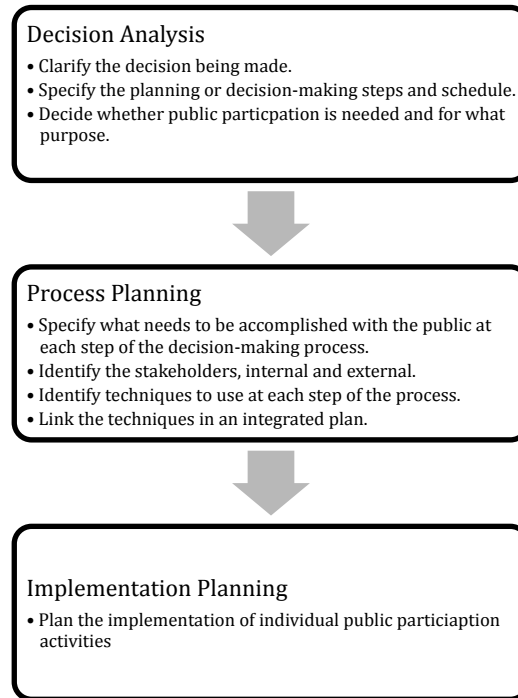 Decision Analysis
• Clarify the decision being made.
• Specify the planning or decision-making steps and schedule.
• Decide whether public particpation is needed and for what
purpose.
Process Planning
• Specify what needs to be accomplished with the public at
each step of the decision-making process.
• Identify the stakeholders, internal and external.
• Identify techniques to use at each step of the process.
• Link the techniques in an integrated plan.
Implementation Planning
• Plan the implementation of individual public particiaption
activities